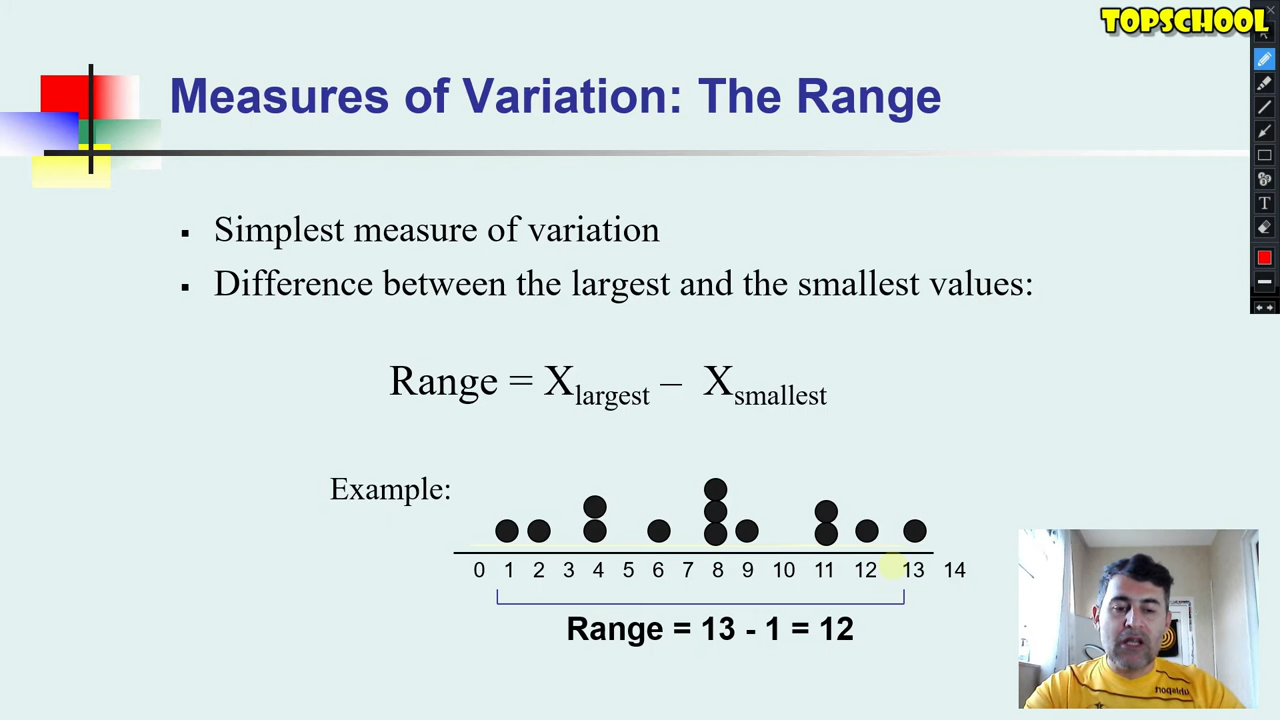 TOPSCHOOL
Measures of Variation: The Range
▪ Simplest measure of variation
▪ Difference between the largest and the smallest values:
Range = Xlargest – Xsmallest
Example:
0 1 2 3 4 5 6 7 8 9 10 11 12 13 14
Range = 13 - 1 = 12
T